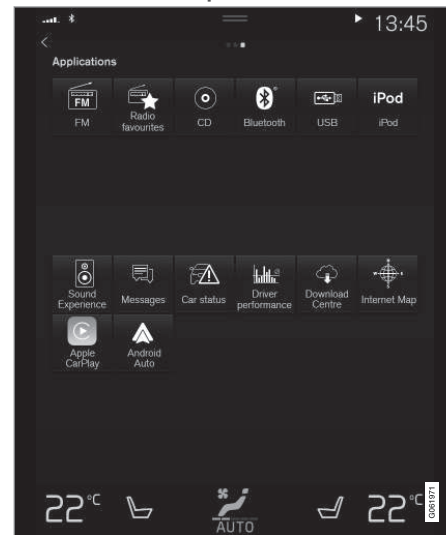 13:45
Applications
FM
FM
Radio
favourites
CD
Bluetooth
USB
iPod
iPod
Sound
Experience
Messages
Car status
Driver
performance
Download
Centre
Internet Map
Apple
CarPlay
Android
Auto
22°C
AUTO
22°C
G061971